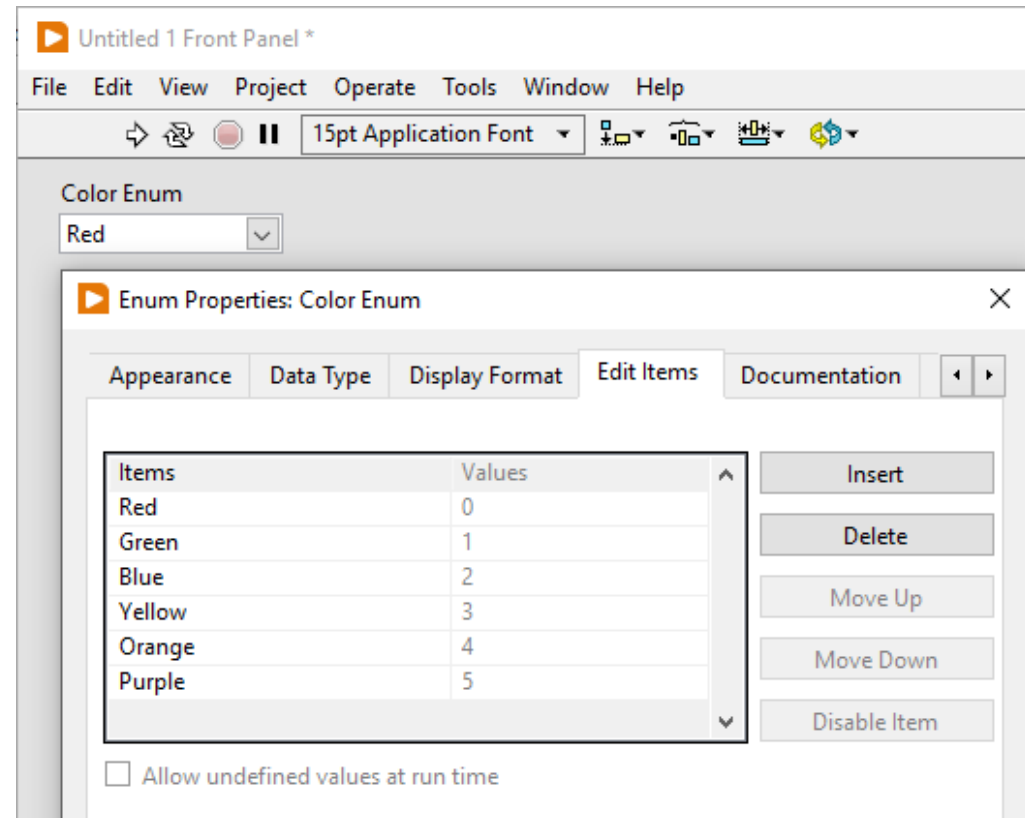 Untitled 1 Front Panel *
File Edit View Project Operate Tools Window Help
15pt Application Font
Color Enum
Red
Enum Properties: Color Enum
Appearance Data Type Display Format Edit Items Documentation
Items Values Insert
Red 0
Green 1 Delete
Blue 2
Yellow 3 Move Up
Orange 4 Move Down
Purple 5
Disable Item
Allow undefined values at run time